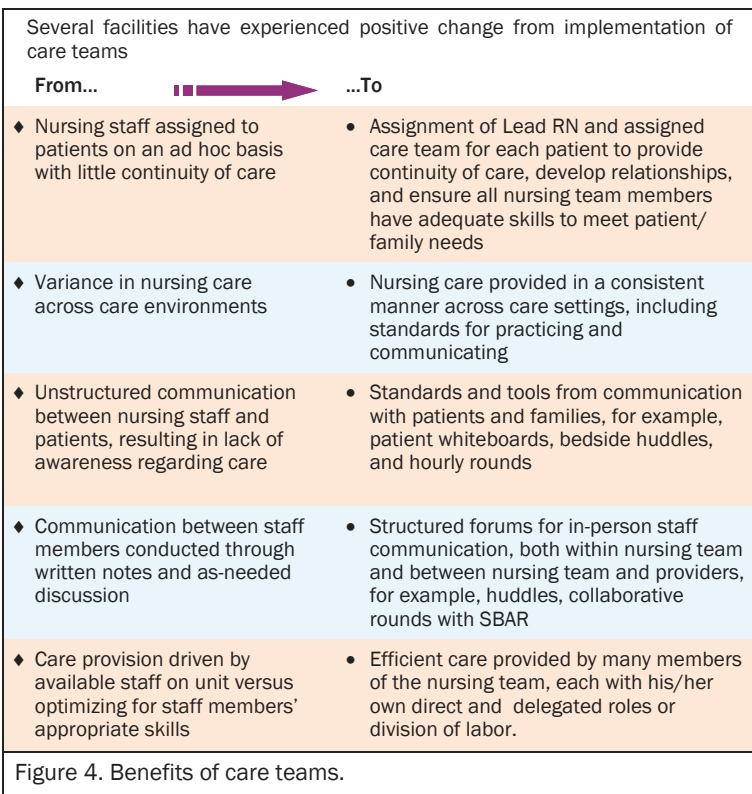 Several facilities have experienced positive change from implementation of
care teams
From...
...To
♦ Nursing staff assigned to
patients on an ad hoc basis
with little continuity of care
• Assignment of Lead RN and assigned
care team for each patient to provide
continuity of care, develop relationships,
and ensure all nursing team members
have adequate skills to meet patient/
family needs
♦ Variance in nursing care
across care environments
• Nursing care provided in a consistent
manner across care settings, including
standards for practicing and
communicating
♦ Unstructured communication
between nursing staff and
patients, resulting in lack of
awareness regarding care
• Standards and tools from communication
with patients and families, for example,
patient whiteboards, bedside huddles,
and hourly rounds
♦ Communication between staff
members conducted through
written notes and as-needed
discussion
• Structured forums for in-person staff
communication, both within nursing team
and between nursing team and providers,
for example, huddles, collaborative
rounds with SBAR
♦ Care provision driven by
available staff on unit versus
optimizing for staff members'
appropriate skills
• Efficient care provided by many members
of the nursing team, each with his/her
own direct and delegated roles or
division of labor.
Figure 4. Benefits of care teams.